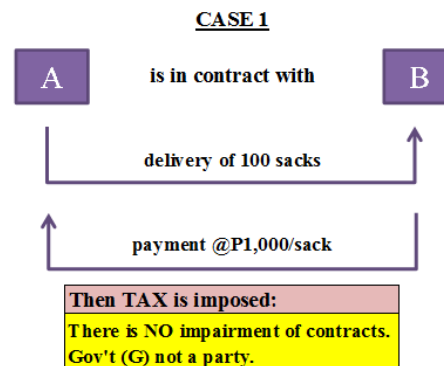 CASE 1
A is in contract with B
delivery of 100 sacks
payment @P1,000/sack
Then TAX is imposed:
There is NO impairment of contracts.
Gov't (G) not a party.